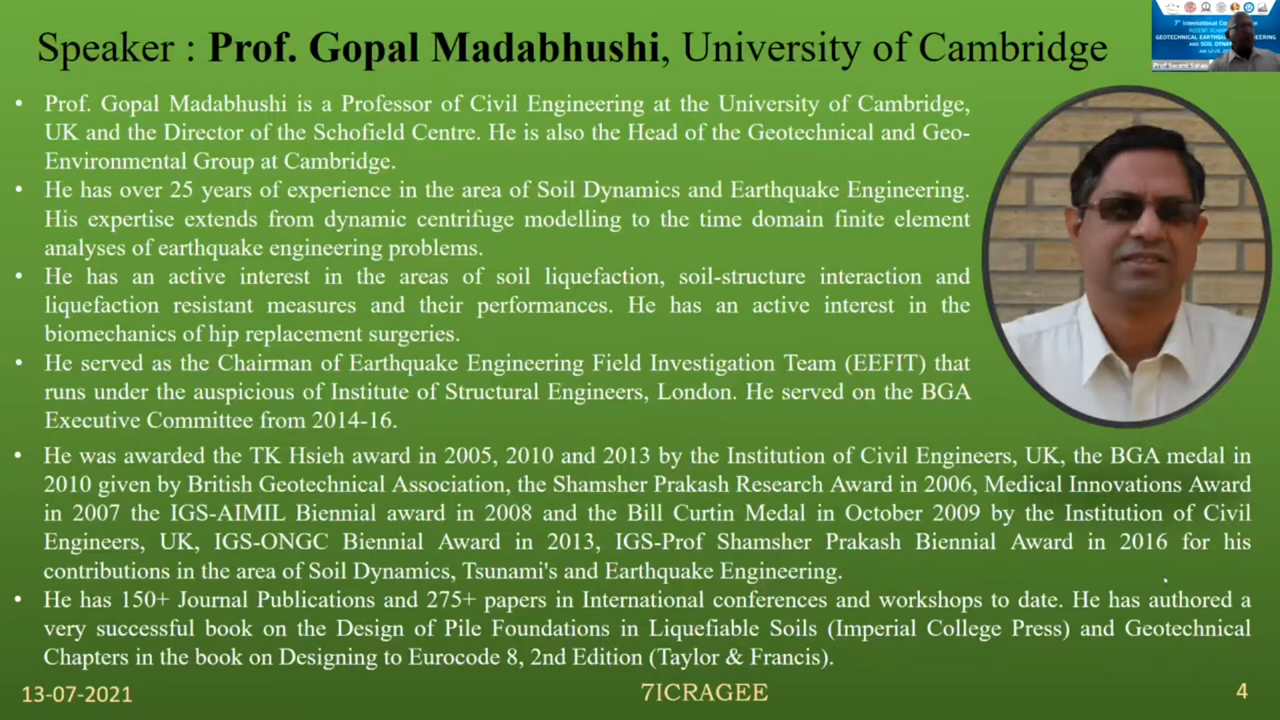 Speaker : Prof. Gopal Madabhushi, University of Cambridge
• Prof. Gopal Madabhushi is a Professor of Civil Engineering at the University of Cambridge,
UK and the Director of the Schofield Centre. He is also the Head of the Geotechnical and Geo-
Environmental Group at Cambridge.
• He has over 25 years of experience in the area of Soil Dynamics and Earthquake Engineering.
His expertise extends from dynamic centrifuge modelling to the time domain finite element
analyses of earthquake engineering problems.
• He has an active interest in the areas of soil liquefaction, soil-structure interaction and
liquefaction resistant measures and their performances. He has an active interest in the
biomechanics of hip replacement surgeries.
• He served as the Chairman of Earthquake Engineering Field Investigation Team (EEFIT) that
runs under the auspicious of Institute of Structural Engineers, London. He served on the BGA
Executive Committee from 2014-16.
• He was awarded the TK Hsieh award in 2005, 2010 and 2013 by the Institution of Civil Engineers, UK, the BGA medal in
2010 given by British Geotechnical Association, the Shamsher Prakash Research Award in 2006, Medical Innovations Award
in 2007 the IGS-AIMIL Biennial award in 2008 and the Bill Curtin Medal in October 2009 by the Institution of Civil
Engineers, UK, IGS-ONGC Biennial Award in 2013, IGS-Prof Shamsher Prakash Biennial Award in 2016 for his
contributions in the area of Soil Dynamics, Tsunami's and Earthquake Engineering.
• He has 150+ Journal Publications and 275+ papers in International conferences and workshops to date. He has authored a
very successful book on the Design of Pile Foundations in Liquefiable Soils (Imperial College Press) and Geotechnical
Chapters in the book on Designing to Eurocode 8, 2nd Edition (Taylor & Francis).
13-07-2021
7ICRAGEE
4
7th International
GEOTECHNICAL
AND SOIL
Prof Swami Saran